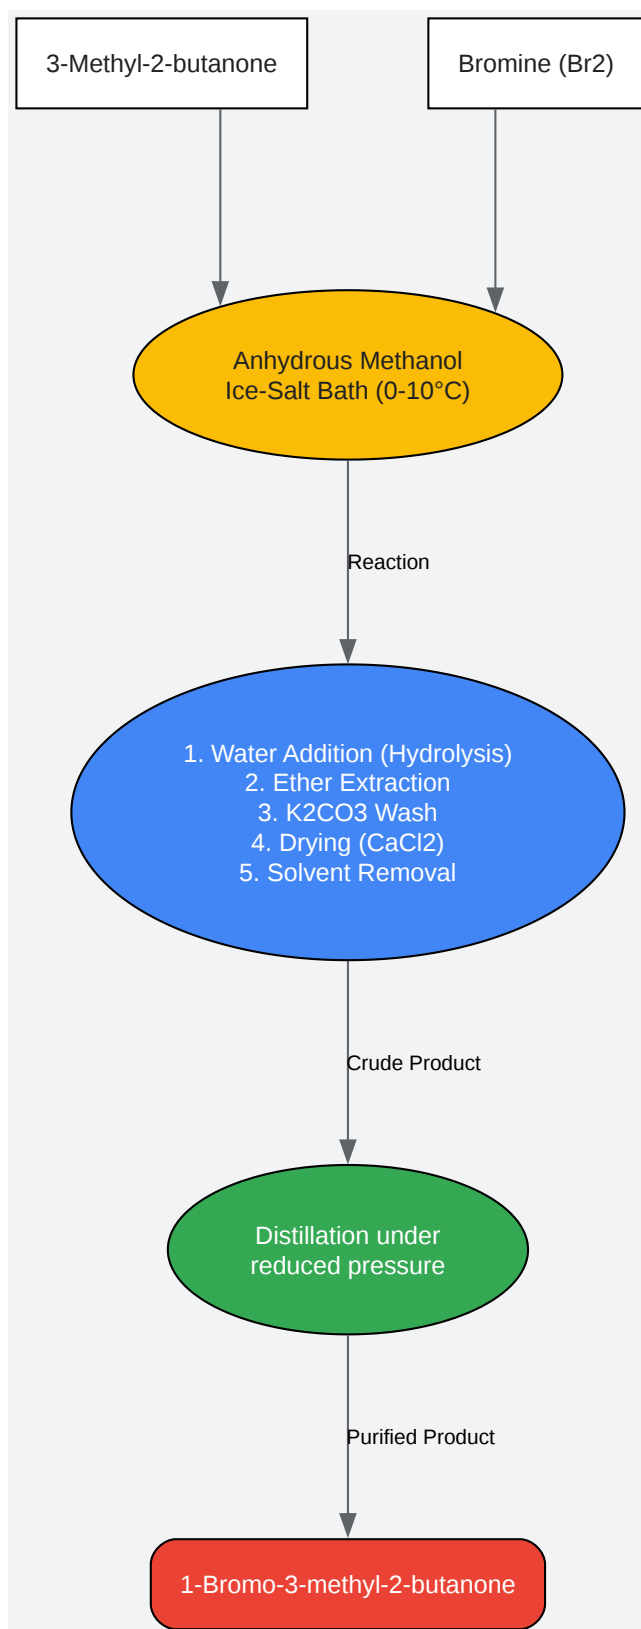 3-Methyl-2-butanone
Bromine (Br2)
Anhydrous Methanol
Ice-Salt Bath (0-10°C)
Reaction
1. Water Addition (Hydrolysis)
2. Ether Extraction
3. K2CO3 Wash
4. Drying (CaCl2)
5. Solvent Removal
Crude Product
Distillation under
reduced pressure
Purified Product
1-Bromo-3-methyl-2-butanone